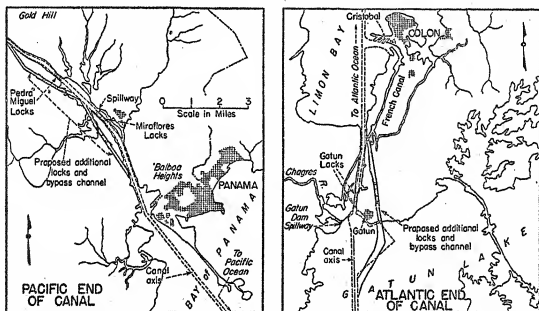 Gold Hill
Pedro
Miguel
Locks
Spillway
0 1 2 3
Scale in Miles
Miraflores
Locks
Proposed additional
locks and
bypass channel
Balboa
Heights
PANAMA
BAY of PANAMA
To
Pacific
Ocean
Canal
axis
PACIFIC END
OF CANAL
Cristobal
COLON
LIMON BAY
To Atlantic Ocean
French Canal
Gatun
Locks
Chagres R.
Gatun
Dam
Spillway
Gatun
Proposed additional
locks and
bypass channel
Canal
axis
GATUN LAKE
ATLANTIC END
OF CANAL